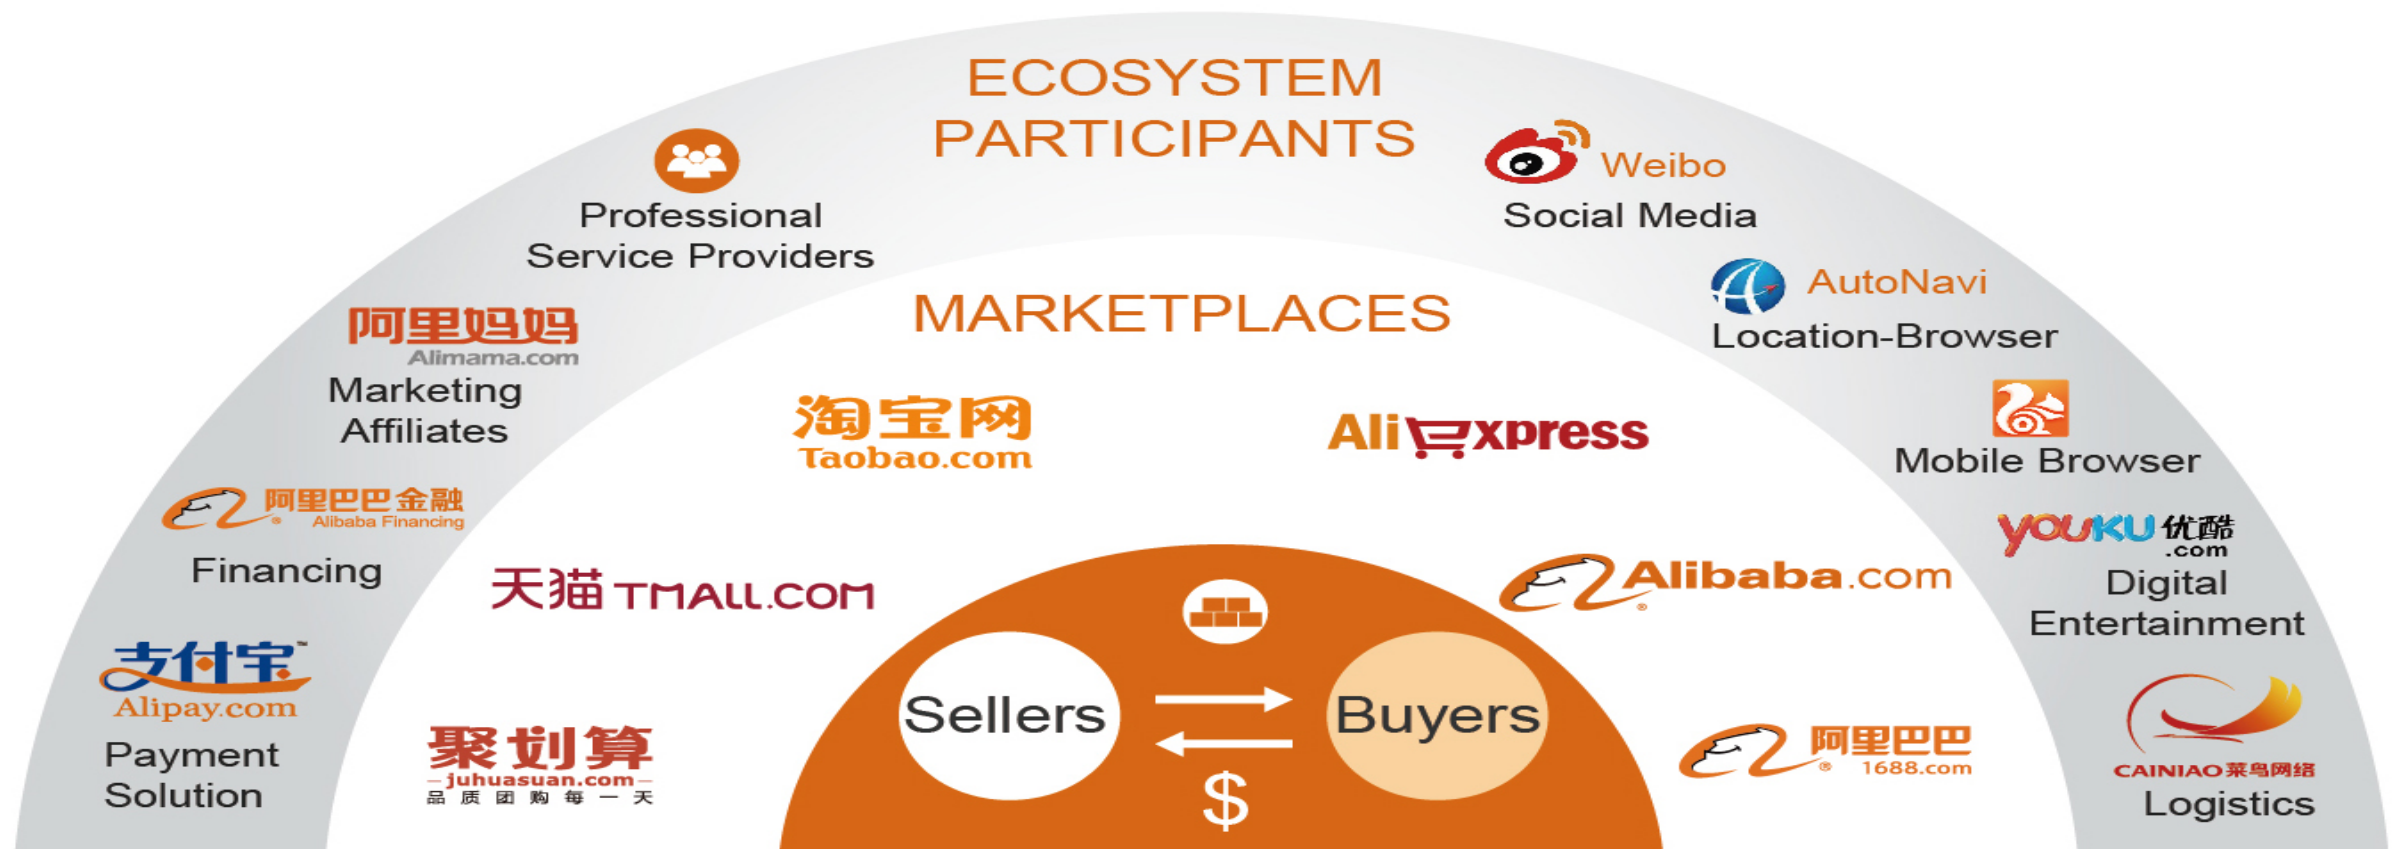 ECOSYSTEM
PARTICIPANTS
Professional
Service Providers
Weibo
Social Media
阿里妈妈
Alimama.com
Marketing
Affiliates
AutoNavi
Location-Browser
MARKETPLACES
阿里巴巴金融
Alibaba Financing
Financing
Mobile Browser
淘宝网
Taobao.com
AliExpress
支付宝™
Alipay.com
Payment
Solution
YOUKU 优酷
.com
Digital
Entertainment
天猫 TMALL.COM
Alibaba.com
®
聚划算
juhuasuan.com
品质团购每一天
阿里巴巴
® 1688.com
CAINIAO 菜鸟网络
Logistics
Sellers
Buyers
$